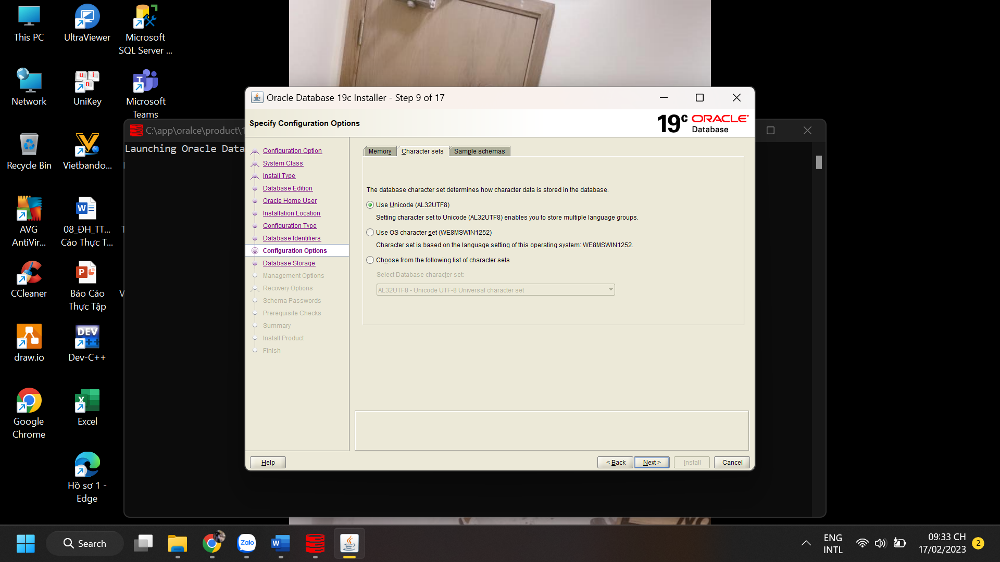 This PC
UltraViewer
Microsoft
SQL Server ...
Network
UniKey
Microsoft
Teams
Recycle Bin
Vietbando...
AVG
AntiVir...
08_ĐH_TT...
Cáo Thực T...
CCleaner
Báo Cáo
Thực Tập
draw.io
Dev-C++
Google
Chrome
Excel
Hồ sơ 1 -
Edge
C:\app\oralce\product\1
Launching Oracle Data
Oracle Database 19c Installer - Step 9 of 17
Specify Configuration Options
19c ORACLE
Database
Configuration Option
System Class
Install Type
Database Edition
Oracle Home User
Installation Location
Configuration Type
Database Identifiers
Configuration Options
Database Storage
Management Options
Recovery Options
Schema Passwords
Prerequisite Checks
Summary
Install Product
Finish
Memory Character sets Sample schemas
The database character set determines how character data is stored in the database.
Use Unicode (AL32UTF8)
Setting character set to Unicode (AL32UTF8) enables you to store multiple language groups.
Use OS character set (WE8MSWIN1252)
Character set is based on the language setting of this operating system: WE8MSWIN1252.
Choose from the following list of character sets
Select Database character set:
AL32UTF8 - Unicode UTF-8 Universal character set
Help < Back Next > Install Cancel
Search
Zalo
ENG
INTL
09:33 CH
17/02/2023
2